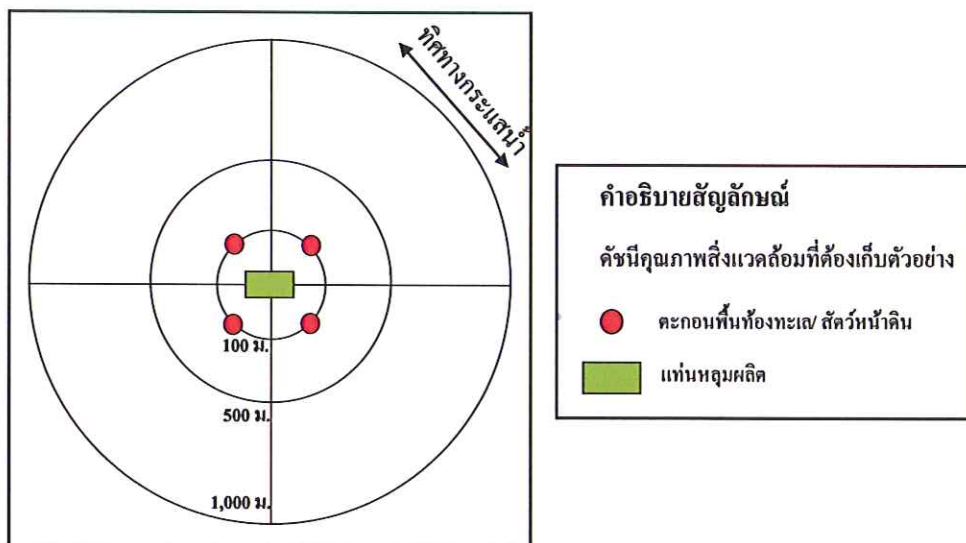 ทิศทางกระแสน้ำ
100 ม.
500 ม.
1,000 ม.
คำอธิบายสัญลักษณ์
ดัชนีคุณภาพสิ่งแวดล้อมที่ต้องเก็บตัวอย่าง
ตะกอนพื้นท้องทะเล/ สัตว์หน้าดิน
แท่นหลุมผลิต